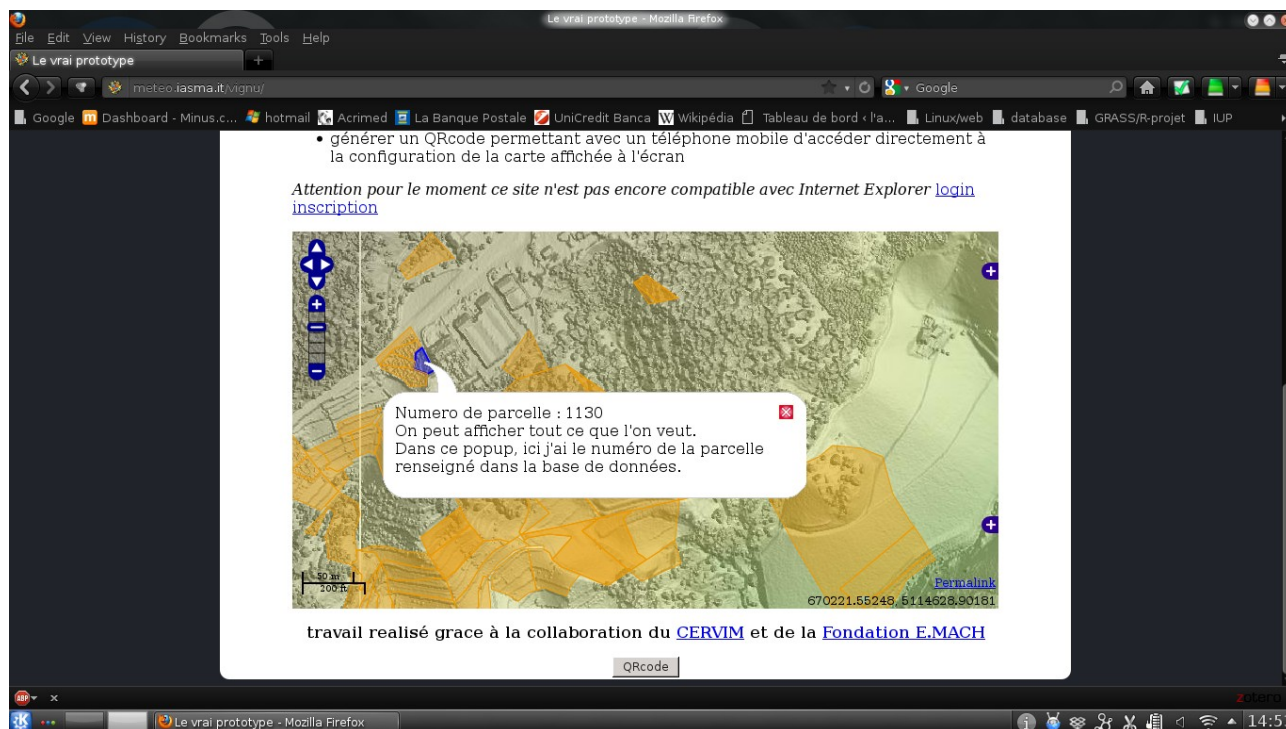 Le vrai prototype - Mozilla Firefox
File Edit View History Bookmarks Tools Help
Le vrai prototype
meteo.iasma.it/vignu/
Google
Google Dashboard - Minus.c... hotmail Acrimed La Banque Postale UniCredit Banca Wikipédia Tableau de bord ‹ l'a... Linux/web database GRASS/R-projet IUP
• générer un QRcode permettant avec un téléphone mobile d'accéder directement à
la configuration de la carte affichée à l'écran
Attention pour le moment ce site n'est pas encore compatible avec Internet Explorer login
inscription
Numero de parcelle : 1130
On peut afficher tout ce que l'on veut.
Dans ce popup, ici j'ai le numéro de la parcelle
renseigné dans la base de données.
50 m
200 ft
Permalink
670221.55248, 5114628.90181
travail realisé grace à la collaboration du CERVIM et de la Fondation E.MACH
QRcode
ABP
zotero
Le vrai prototype - Mozilla Firefox